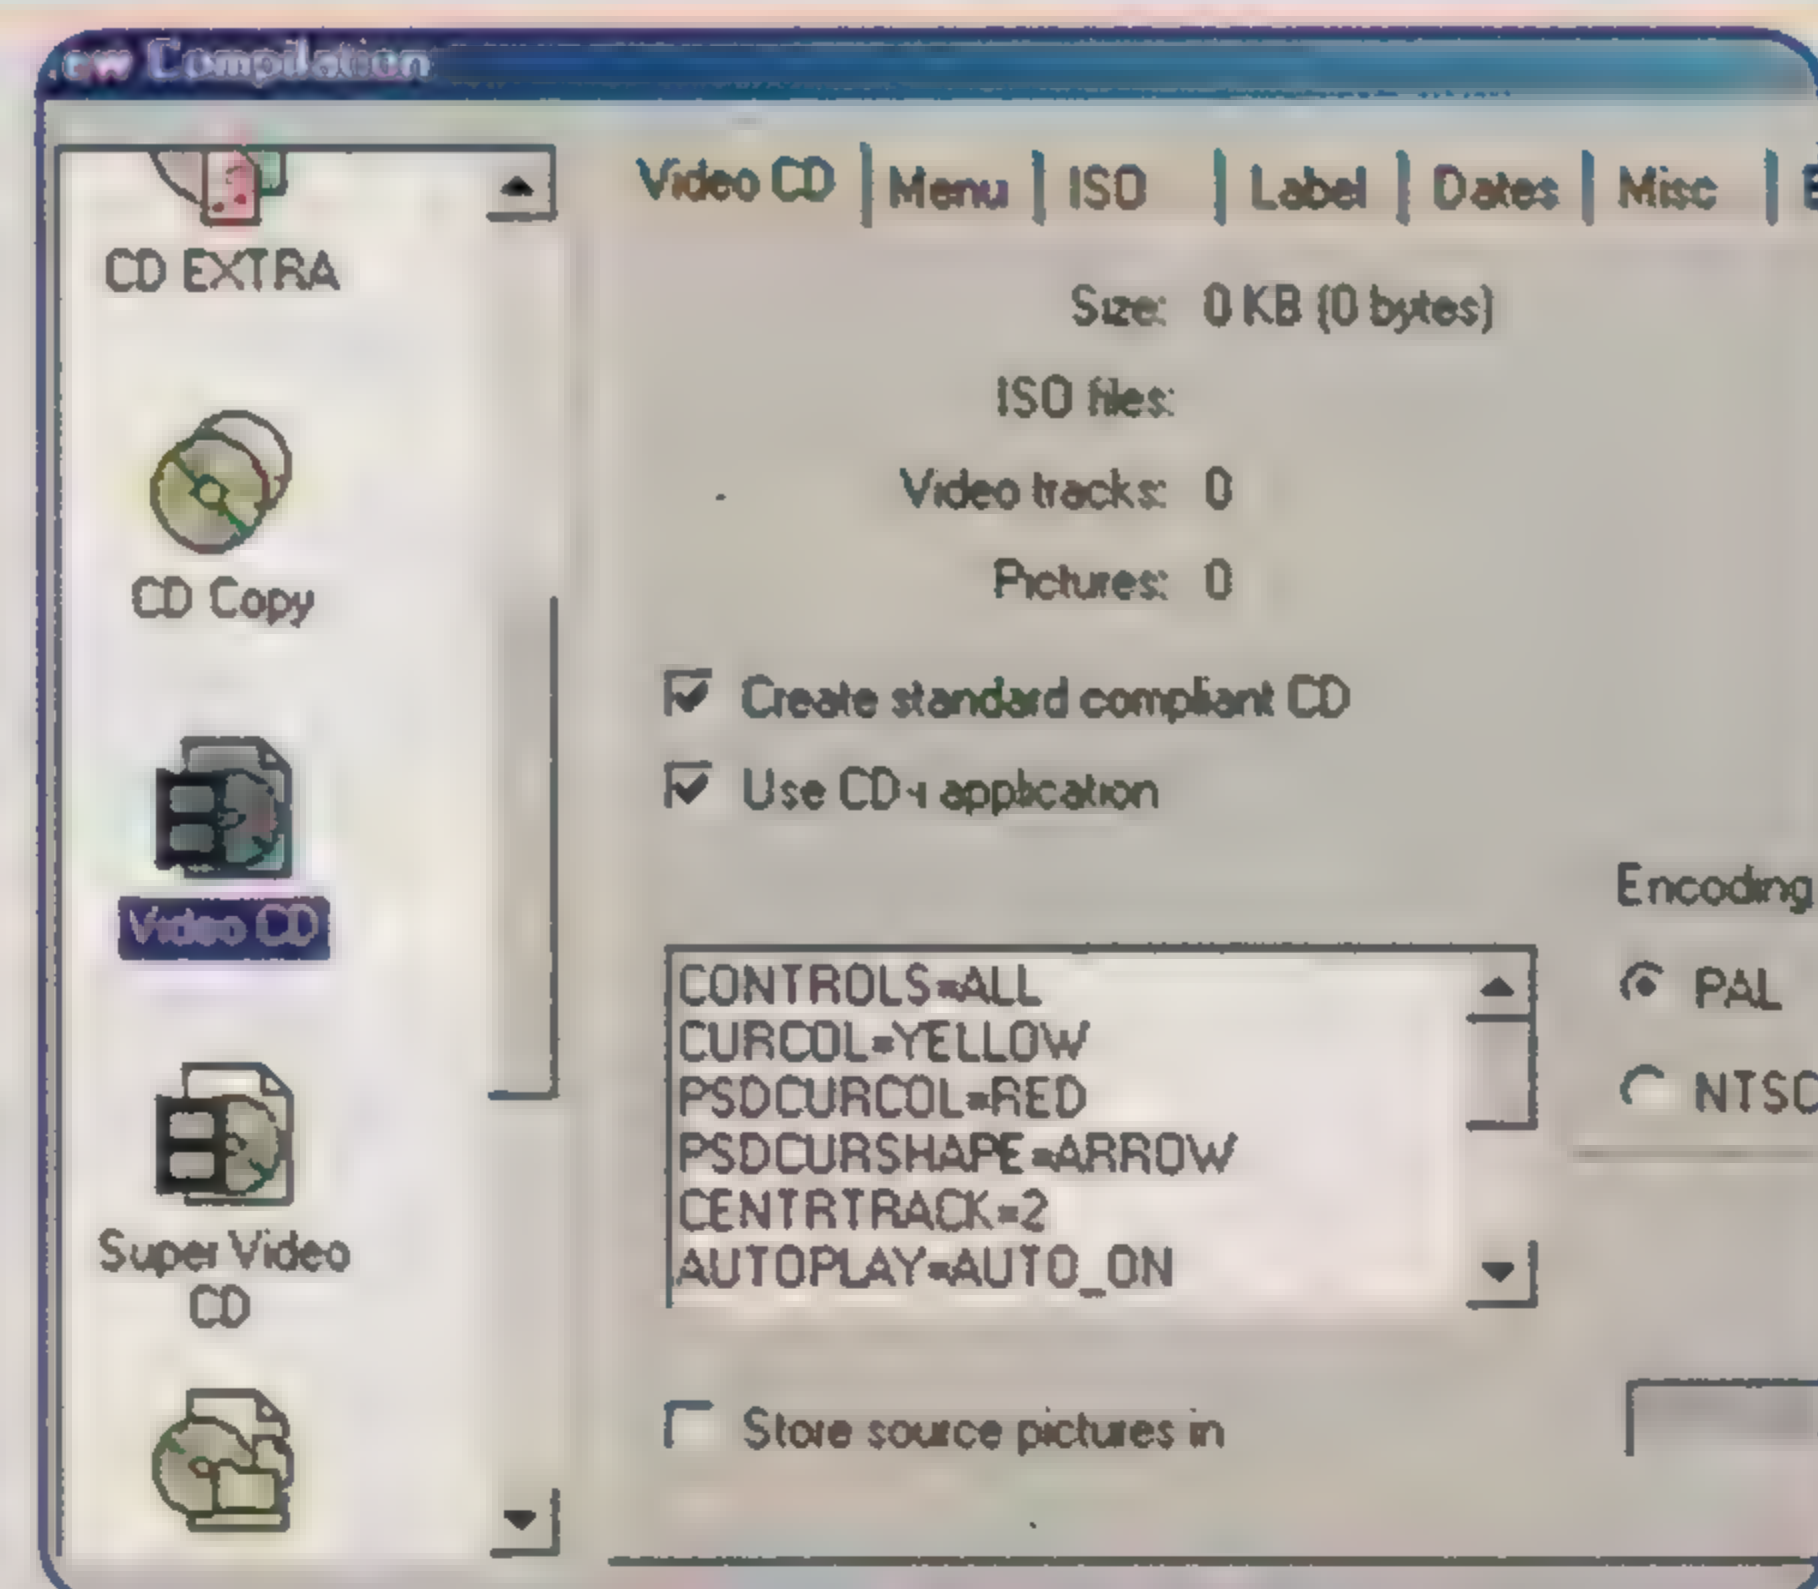 ew Compilation
CD EXTRA
CD Copy
Video CD
Super Video
CD
Video CD
Menu
ISO
Label
Dates
Misc
Size: 0 KB (0 bytes)
ISO files:
Video tracks: 0
Pictures: 0
Create standard compliant CD
Use CD-i application
CONTROLS=ALL
CURCOL=YELLOW
PSDCURCOL=RED
PSDCURSHAPE=ARROW
CENTRTRACK=2
AUTOPLAY=AUTO_ON
Encoding
PAL
NTSC
Store source pictures in